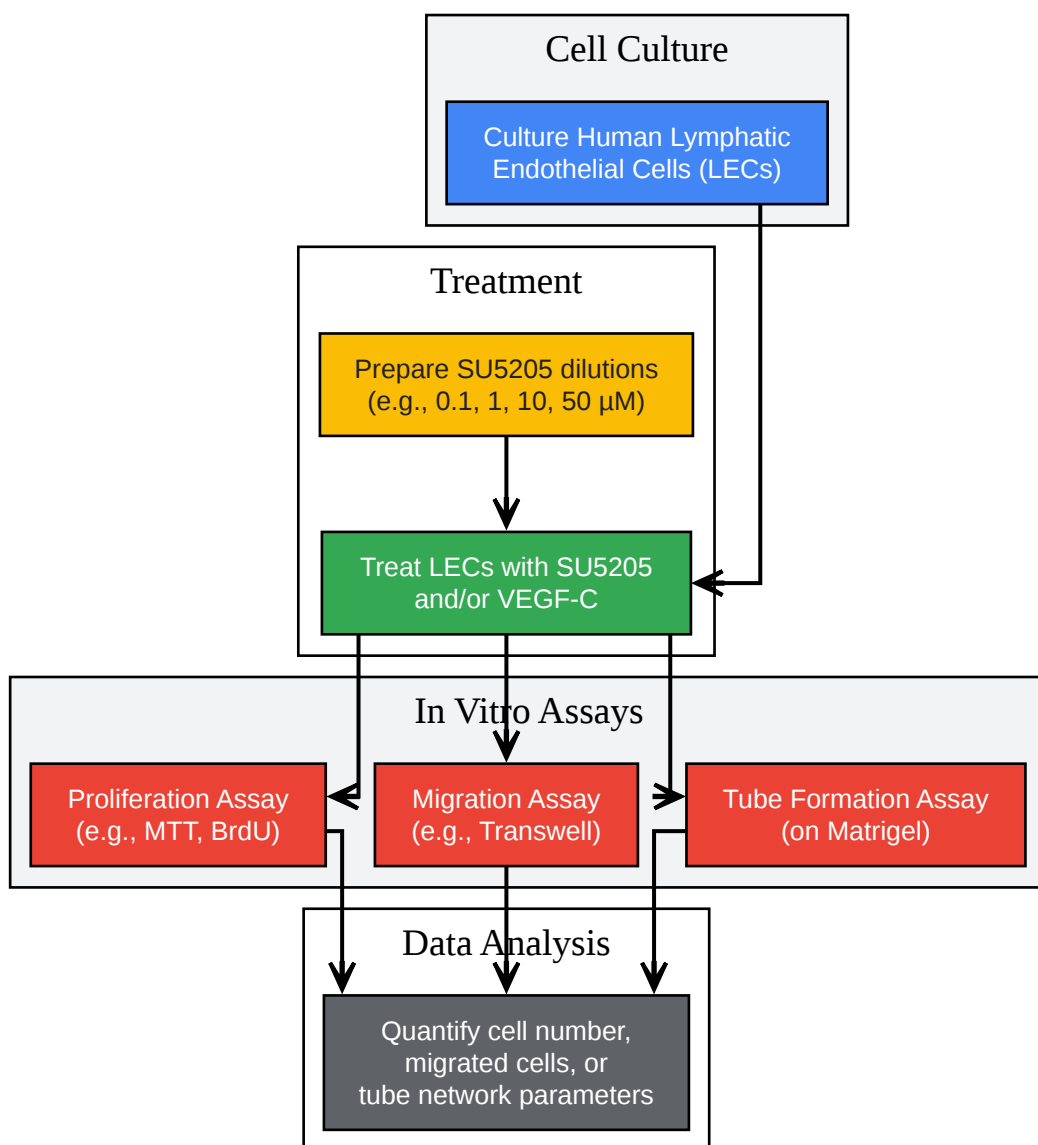 Cell Culture
Culture Human Lymphatic
Endothelial Cells (LECs)
Treatment
Prepare SU5205 dilutions
(e.g., 0.1, 1, 10, 50 µM)
Treat LECs with SU5205
and/or VEGF-C
In Vitro Assays
Proliferation Assay
(e.g., MTT, BrdU)
Migration Assay
(e.g., Transwell)
Tube Formation Assay
(on Matrigel)
Data Analysis
Quantify cell number,
migrated cells, or
tube network parameters